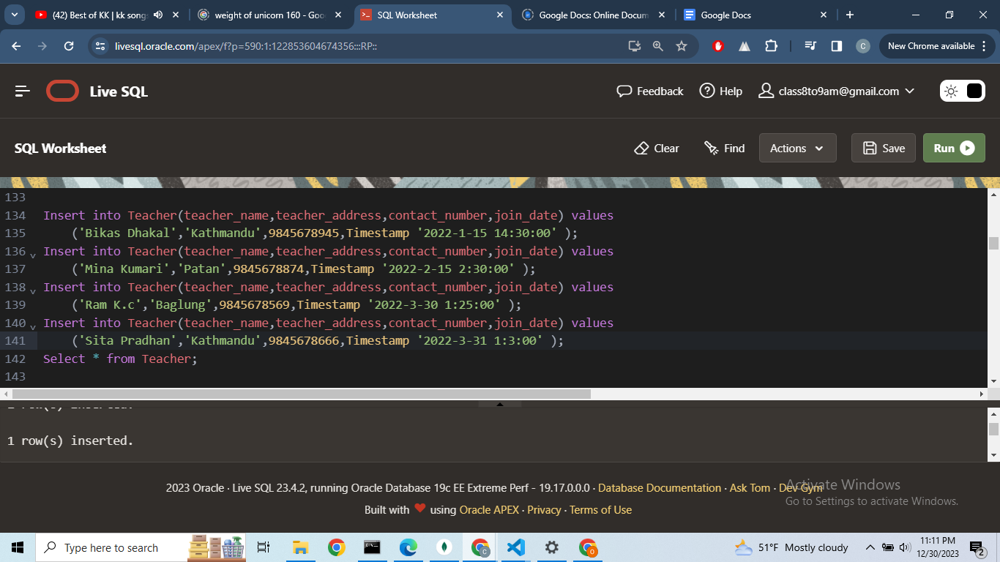 (42) Best of KK | kk songs
weight of unicorn 160 - Goo
SQL Worksheet
Google Docs: Online Docum
Google Docs
livesql.oracle.com/apex/f?p=590:1:122853604674356:::RP::
C
New Chrome available
Live SQL
Feedback
Help
class8to9am@gmail.com
SQL Worksheet
Clear
Find
Actions
Save
Run
133
134 Insert into Teacher(teacher_name,teacher_address,contact_number,join_date) values
135 ('Bikas Dhakal','Kathmandu',9845678945,Timestamp '2022-1-15 14:30:00' );
136 Insert into Teacher(teacher_name,teacher_address,contact_number,join_date) values
137 ('Mina Kumari','Patan',9845678874,Timestamp '2022-2-15 2:30:00' );
138 Insert into Teacher(teacher_name,teacher_address,contact_number,join_date) values
139 ('Ram K.c','Baglung',9845678569,Timestamp '2022-3-30 1:25:00' );
140 Insert into Teacher(teacher_name,teacher_address,contact_number,join_date) values
141 ('Sita Pradhan','Kathmandu',9845678666,Timestamp '2022-3-31 1:3:00' );
142 Select * from Teacher;
143
1 row(s) inserted.
1 row(s) inserted.
2023 Oracle · Live SQL 23.4.2, running Oracle Database 19c EE Extreme Perf - 19.17.0.0.0 · Database Documentation · Ask Tom · Dev Gym
Built with ❤ using Oracle APEX · Privacy · Terms of Use
Activate Windows
Go to Settings to activate Windows.
Type here to search
51°F Mostly cloudy
11:11 PM
12/30/2023
2